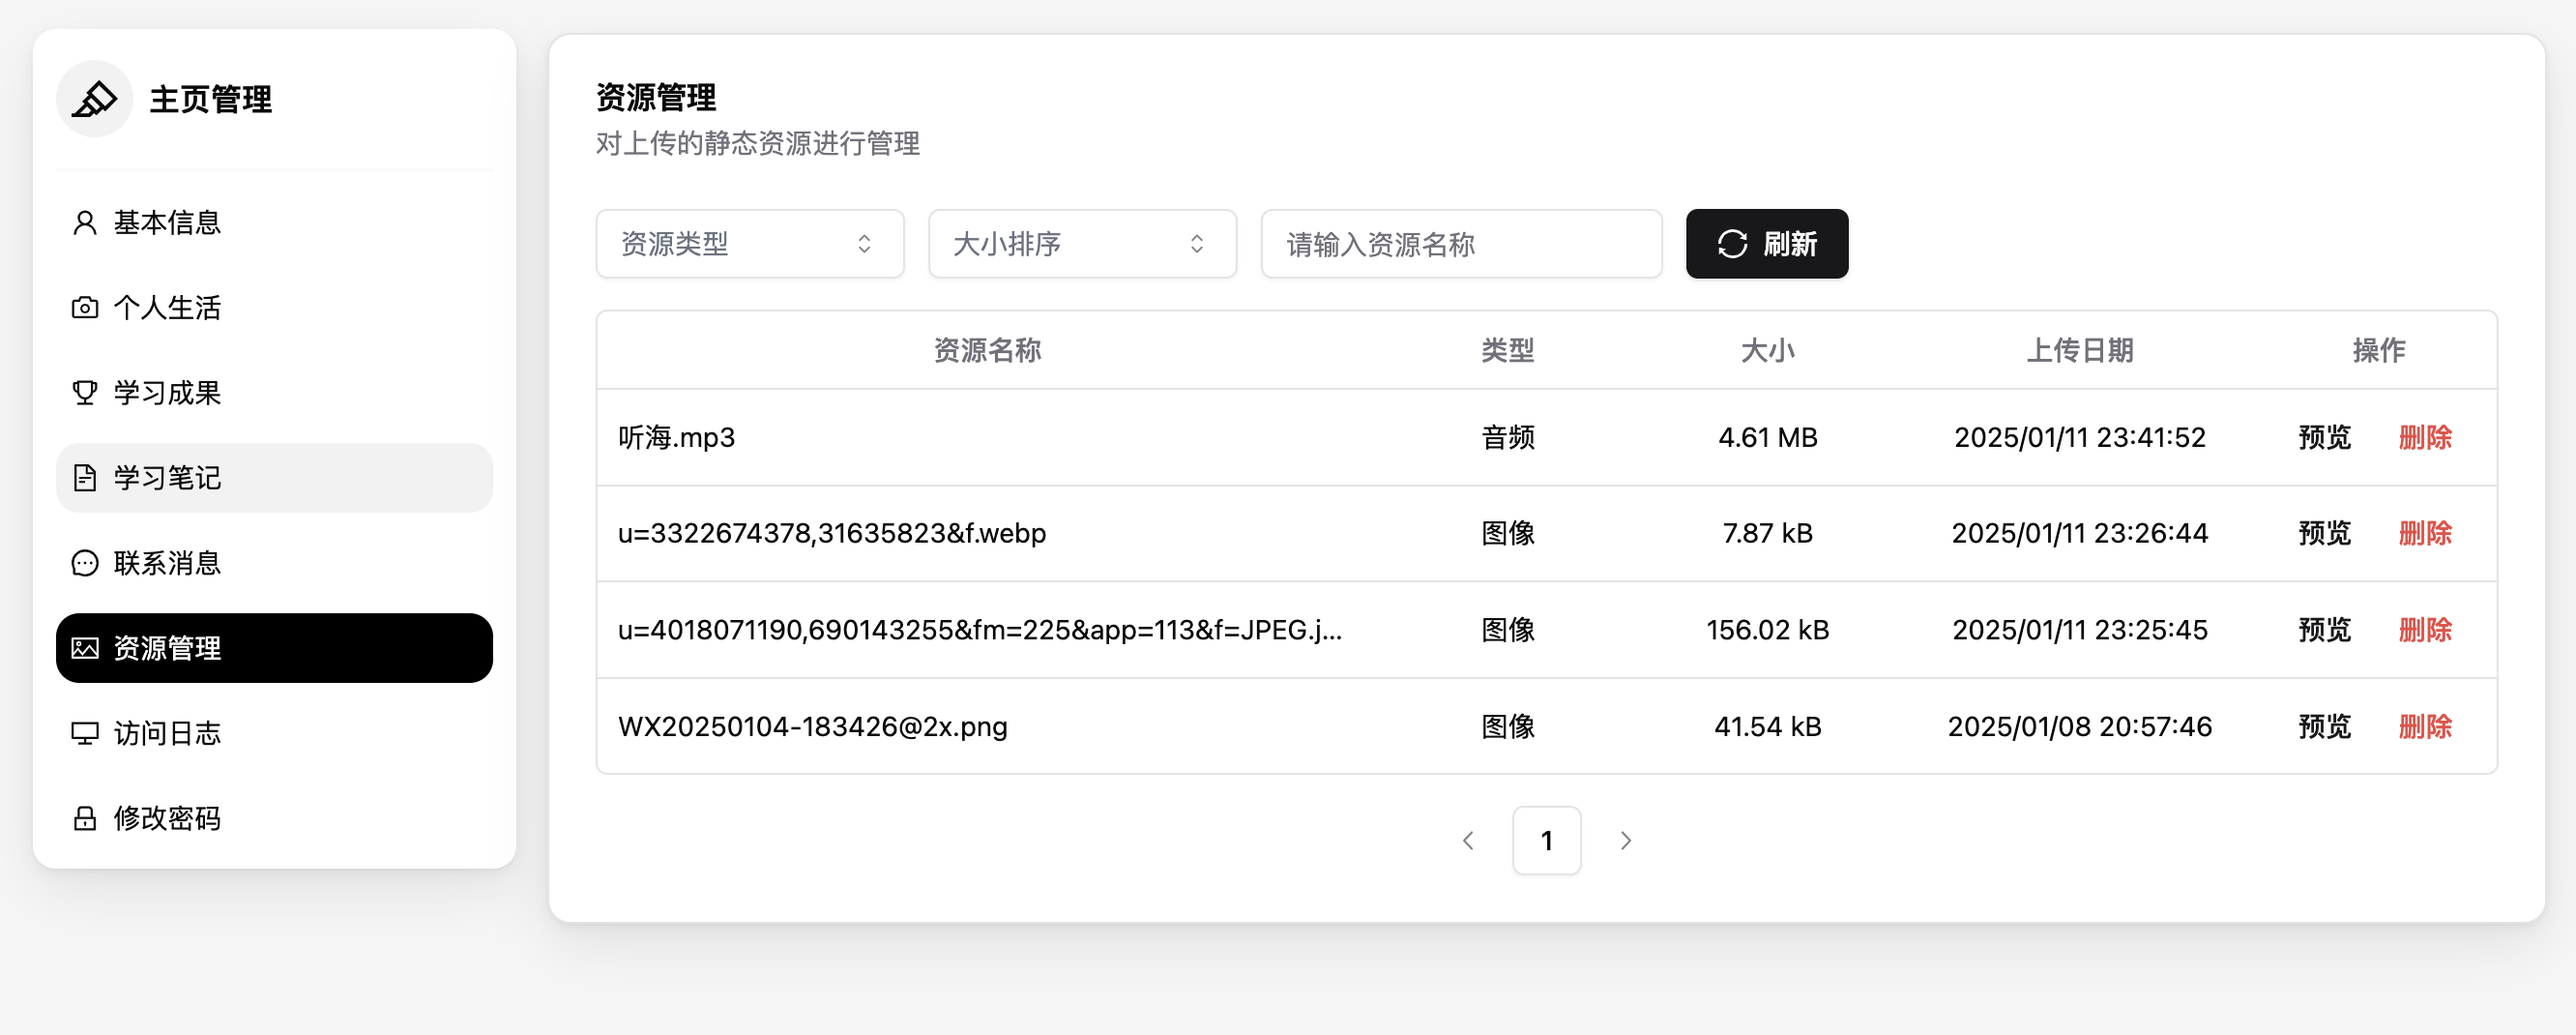 主页管理
基本信息
个人生活
学习成果
学习笔记
联系消息
资源管理
访问日志
修改密码
资源管理
对上传的静态资源进行管理
资源类型 大小排序 请输入资源名称 刷新
资源名称 类型 大小 上传日期 操作
听海.mp3 音频 4.61 MB 2025/01/11 23:41:52 预览 删除
u=3322674378,31635823&f.webp 图像 7.87 kB 2025/01/11 23:26:44 预览 删除
u=4018071190,690143255&fm=225&app=113&f=JPEG.j... 图像 156.02 kB 2025/01/11 23:25:45 预览 删除
WX20250104-183426@2x.png 图像 41.54 kB 2025/01/08 20:57:46 预览 删除
1